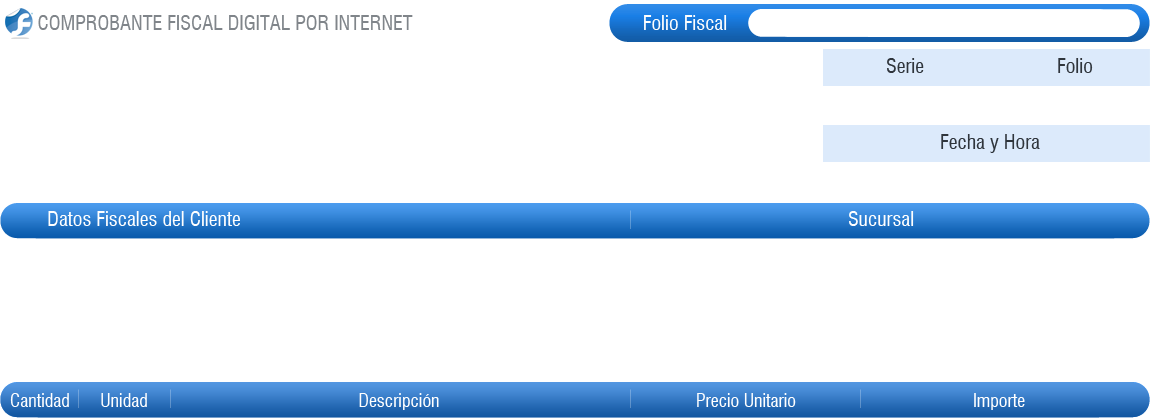 COMPROBANTE FISCAL DIGITAL POR INTERNET
Folio Fiscal
Serie Folio
Fecha y Hora
Datos Fiscales del Cliente Sucursal
Cantidad Unidad Descripción Precio Unitario Importe